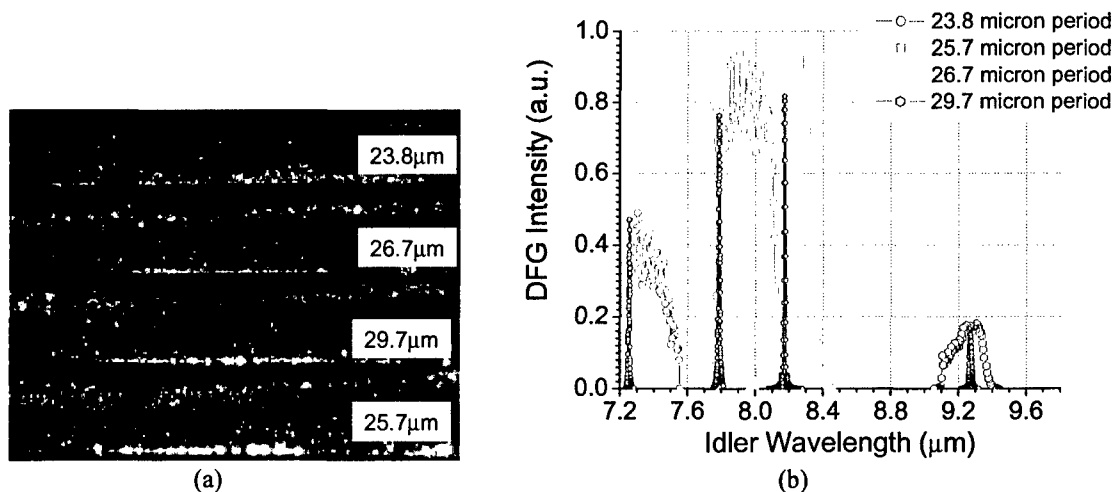 23.8μm
26.7μm
29.7μm
25.7μm
(a)
23.8 micron period
25.7 micron period
26.7 micron period
29.7 micron period
DFG Intensity (a.u.)
1.0
0.8
0.6
0.4
0.2
0.0
7.2 7.6 8.0 8.4 8.8 9.2 9.6
Idler Wavelength (μm)
(b)